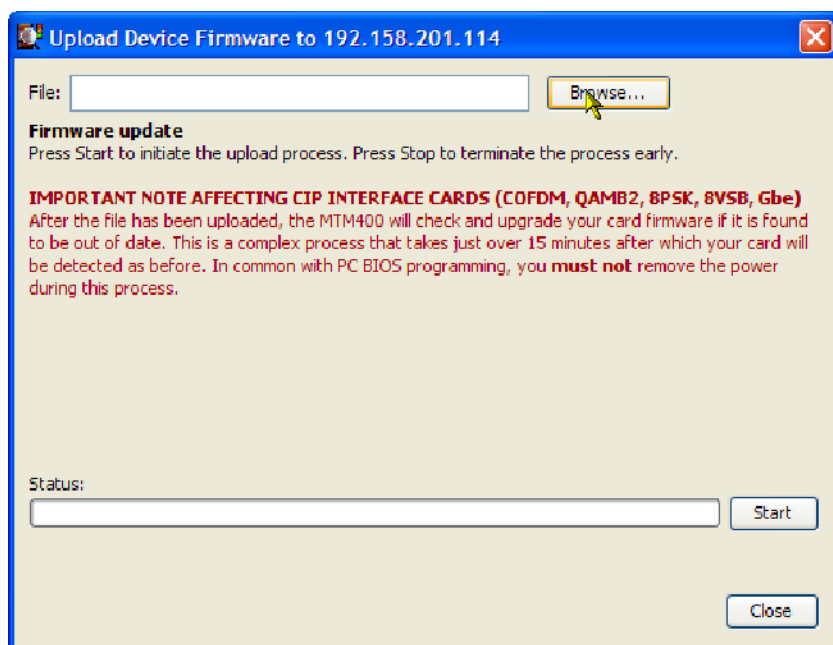 Upload Device Firmware to 192.158.201.114
File:
Browse...
Firmware update
Press Start to initiate the upload process. Press Stop to terminate the process early.
IMPORTANT NOTE AFFECTING CIP INTERFACE CARDS (COFDM, QAMB2, 8PSK, 8VSB, Gbe)
After the file has been uploaded, the MTM400 will check and upgrade your card firmware if it is found
to be out of date. This is a complex process that takes just over 15 minutes after which your card will
be detected as before. In common with PC BIOS programming, you must not remove the power
during this process.
Status:
Start
Close